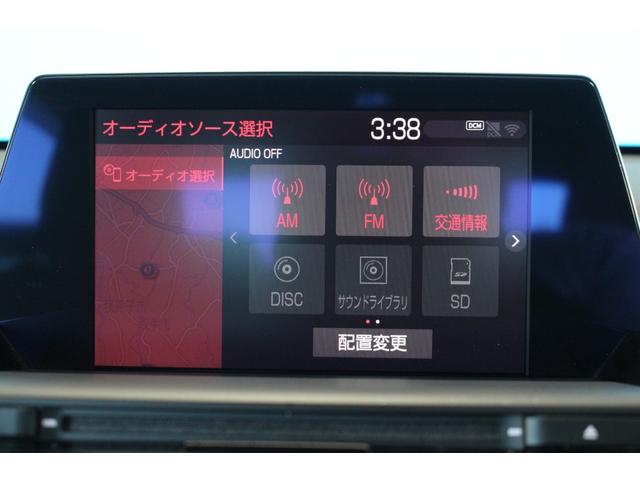 オーディオソース選択
3:38
DCM
DCM
AUDIO OFF
オーディオ選択
AM
FM
交通情報
DISC
サウンドライブラリ
SD
配置変更